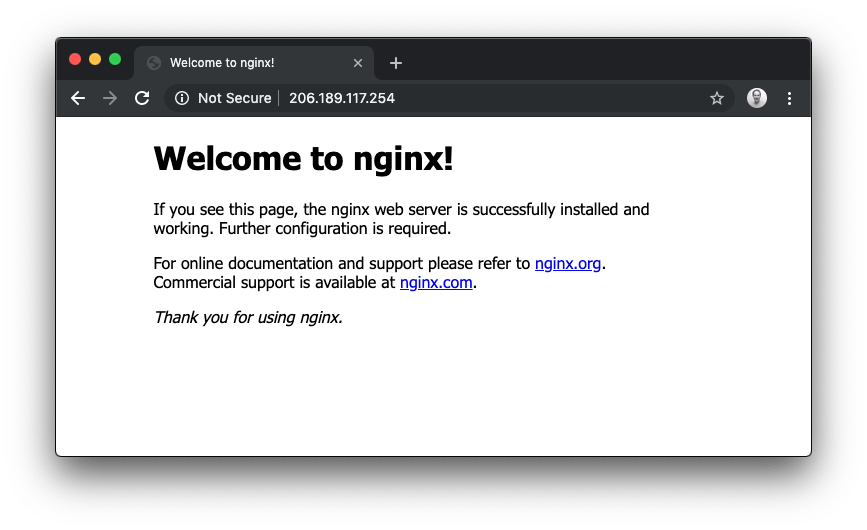 Welcome to nginx!
Not Secure | 206.189.117.254
Welcome to nginx!
If you see this page, the nginx web server is successfully installed and
working. Further configuration is required.
For online documentation and support please refer to nginx.org.
Commercial support is available at nginx.com.
Thank you for using nginx.